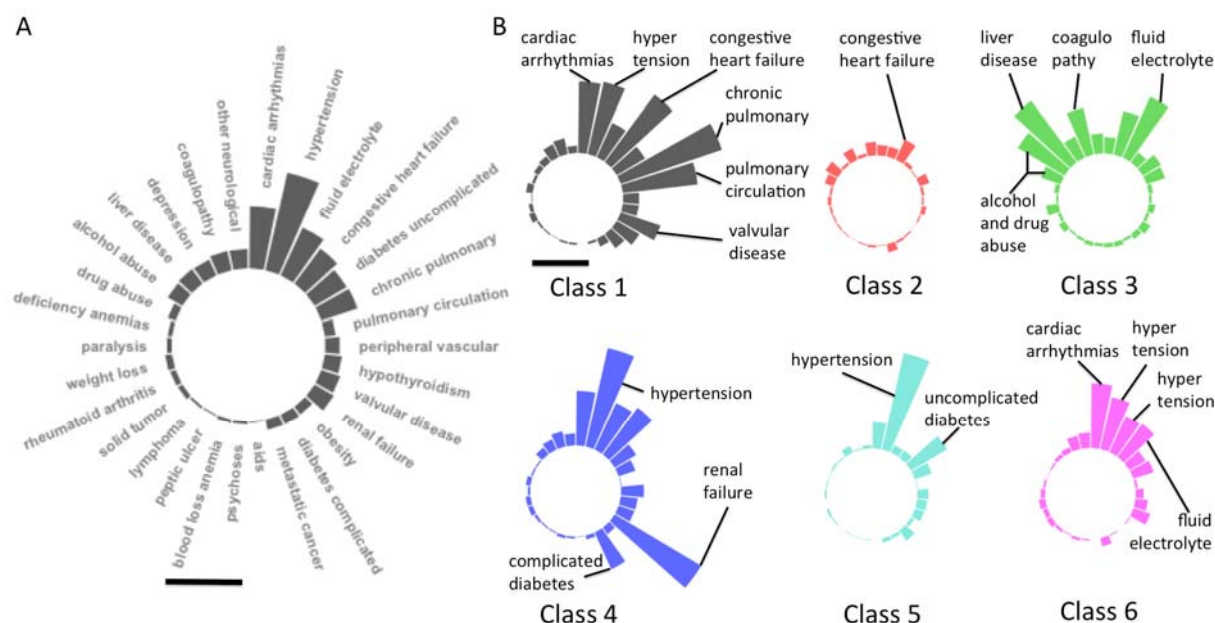 A
cardiac arrhythmias
hypertension
fluid electrolyte
congestive heart failure
diabetes uncomplicated
chronic pulmonary
pulmonary circulation
peripheral vascular
hypothyroidism
valvular disease
renal failure
obesity
diabetes complicated
metastatic cancer
aids
psychoses
blood loss anemia
peptic ulcer
lymphoma
solid tumor
rheumatoid arthritis
weight loss
paralysis
deficiency anemias
drug abuse
alcohol abuse
liver disease
depression
coagulopathy
other neurological
B
cardiac
arrhythmias
hyper
tension
congestive
heart failure
chronic
pulmonary
pulmonary
circulation
valvular
disease
Class 1
congestive
heart failure
Class 2
liver
disease
coagulo
pathy
fluid
electrolyte
alcohol
and drug
abuse
Class 3
hypertension
renal
failure
complicated
diabetes
Class 4
hypertension
uncomplicated
diabetes
Class 5
cardiac
arrhythmias
hyper
tension
hyper
tension
fluid
electrolyte
Class 6